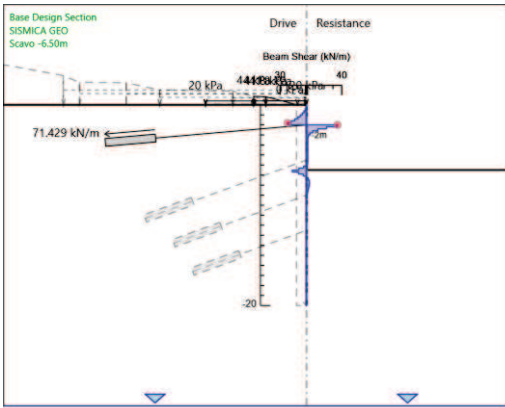 Base Design Section
SISMICA GEO
Scavo -6.50m
Drive
Resistance
Beam Shear (kN/m)
30
40
20 kPa
71.429 kN/m
-2m
-20